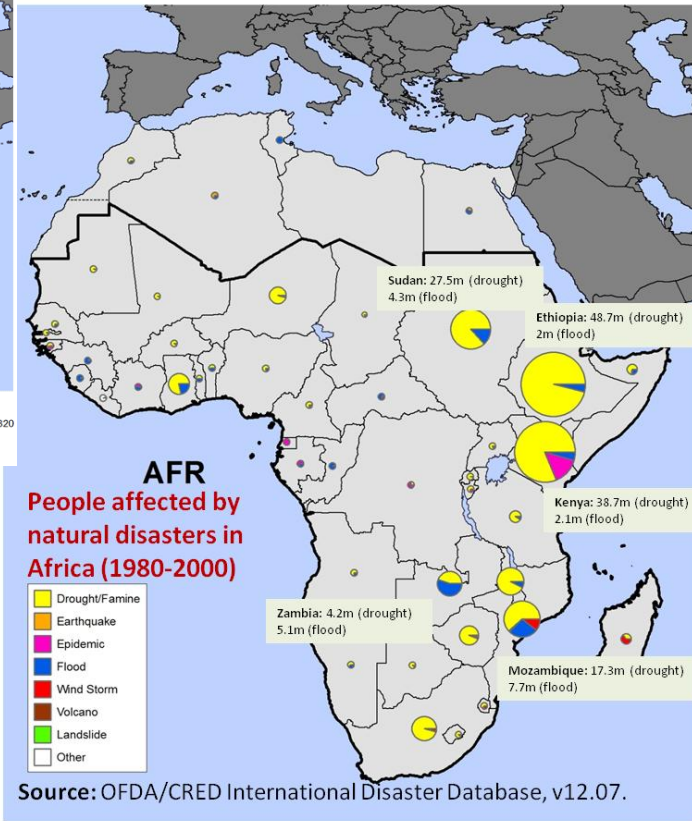 Sudan: 27.5m (drought)
4.3m (flood)
Ethiopia: 48.7m (drought)
2m (flood)
320
AFR
People affected by
natural disasters in
Africa (1980-2000)
Kenya: 38.7m (drought)
2.1m (flood)
Drought/Famine
Earthquake
Epidemic
Flood
Wind Storm
Volcano
Landslide
Other
Zambia: 4.2m (drought)
5.1m (flood)
Mozambique: 17.3m (drought)
7.7m (flood)
Source: OFDA/CRED International Disaster Database, v12.07.